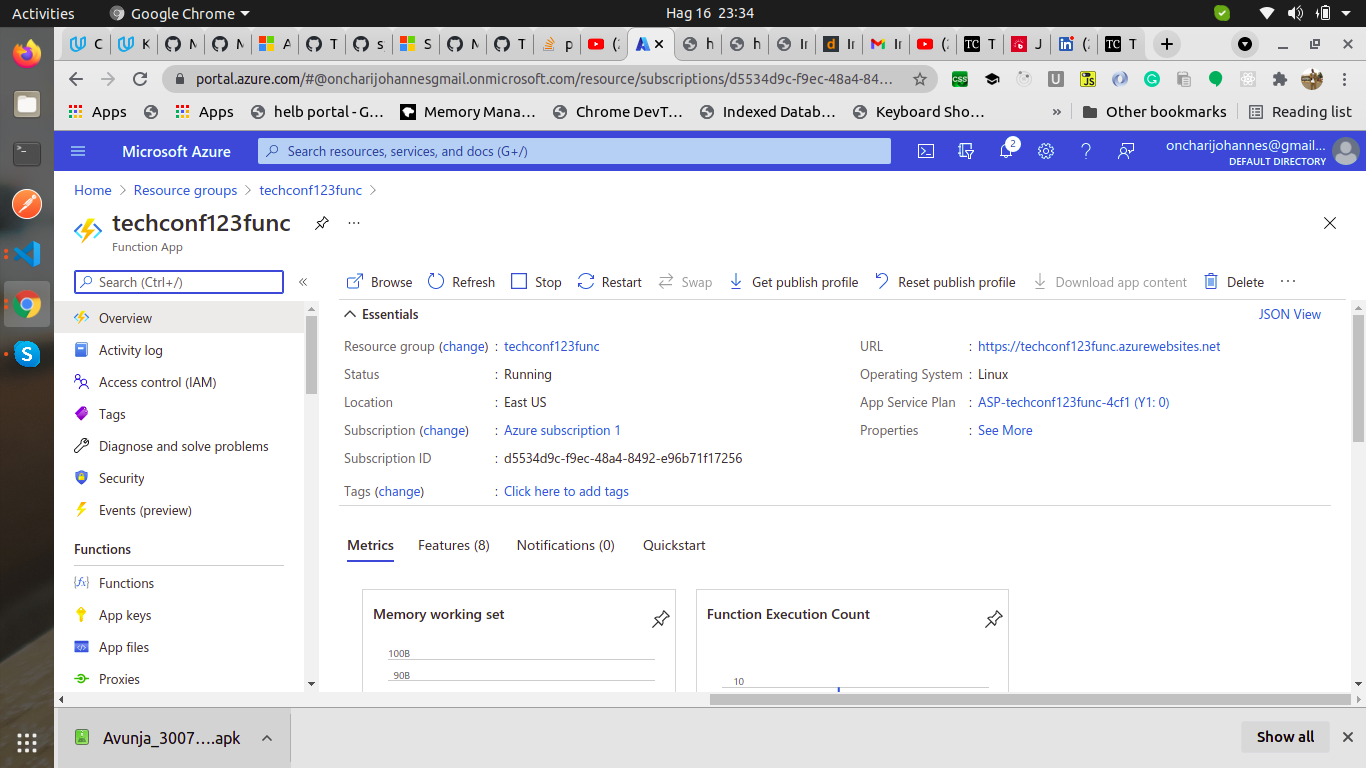 Activities Google Chrome Hag 16 23:34
C K M M A T s S M T p (2 A h h Ir Ir Ir (2 T J (2 T
portal.azure.com/#@oncharijohannesgmail.onmicrosoft.com/resource/subscriptions/d5534d9c-f9ec-48a4-84…
Apps Apps helb portal - G… Memory Mana… Chrome DevT… Indexed Datab… Keyboard Sho… » Other bookmarks Reading list
Microsoft Azure Search resources, services, and docs (G+/) 2 oncharijohannes@gmail…
DEFAULT DIRECTORY
Home > Resource groups > techconf123func >
techconf123func ...
Function App
Search (Ctrl+/) «
Browse Refresh Stop Restart Swap Get publish profile Reset publish profile Download app content Delete ...
Overview
Activity log
Access control (IAM)
Tags
Diagnose and solve problems
Security
Events (preview)
Functions
Functions
App keys
App files
Proxies
Essentials JSON View
Resource group (change) : techconf123func
Status : Running
Location : East US
Subscription (change) : Azure subscription 1
Subscription ID : d5534d9c-f9ec-48a4-8492-e96b71f17256
Tags (change) : Click here to add tags
URL : https://techconf123func.azurewebsites.net
Operating System : Linux
App Service Plan : ASP-techconf123func-4cf1 (Y1: 0)
Properties : See More
Metrics Features (8) Notifications (0) Quickstart
Memory working set
100B
90B
Function Execution Count
10
Avunja_3007….apk
Show all